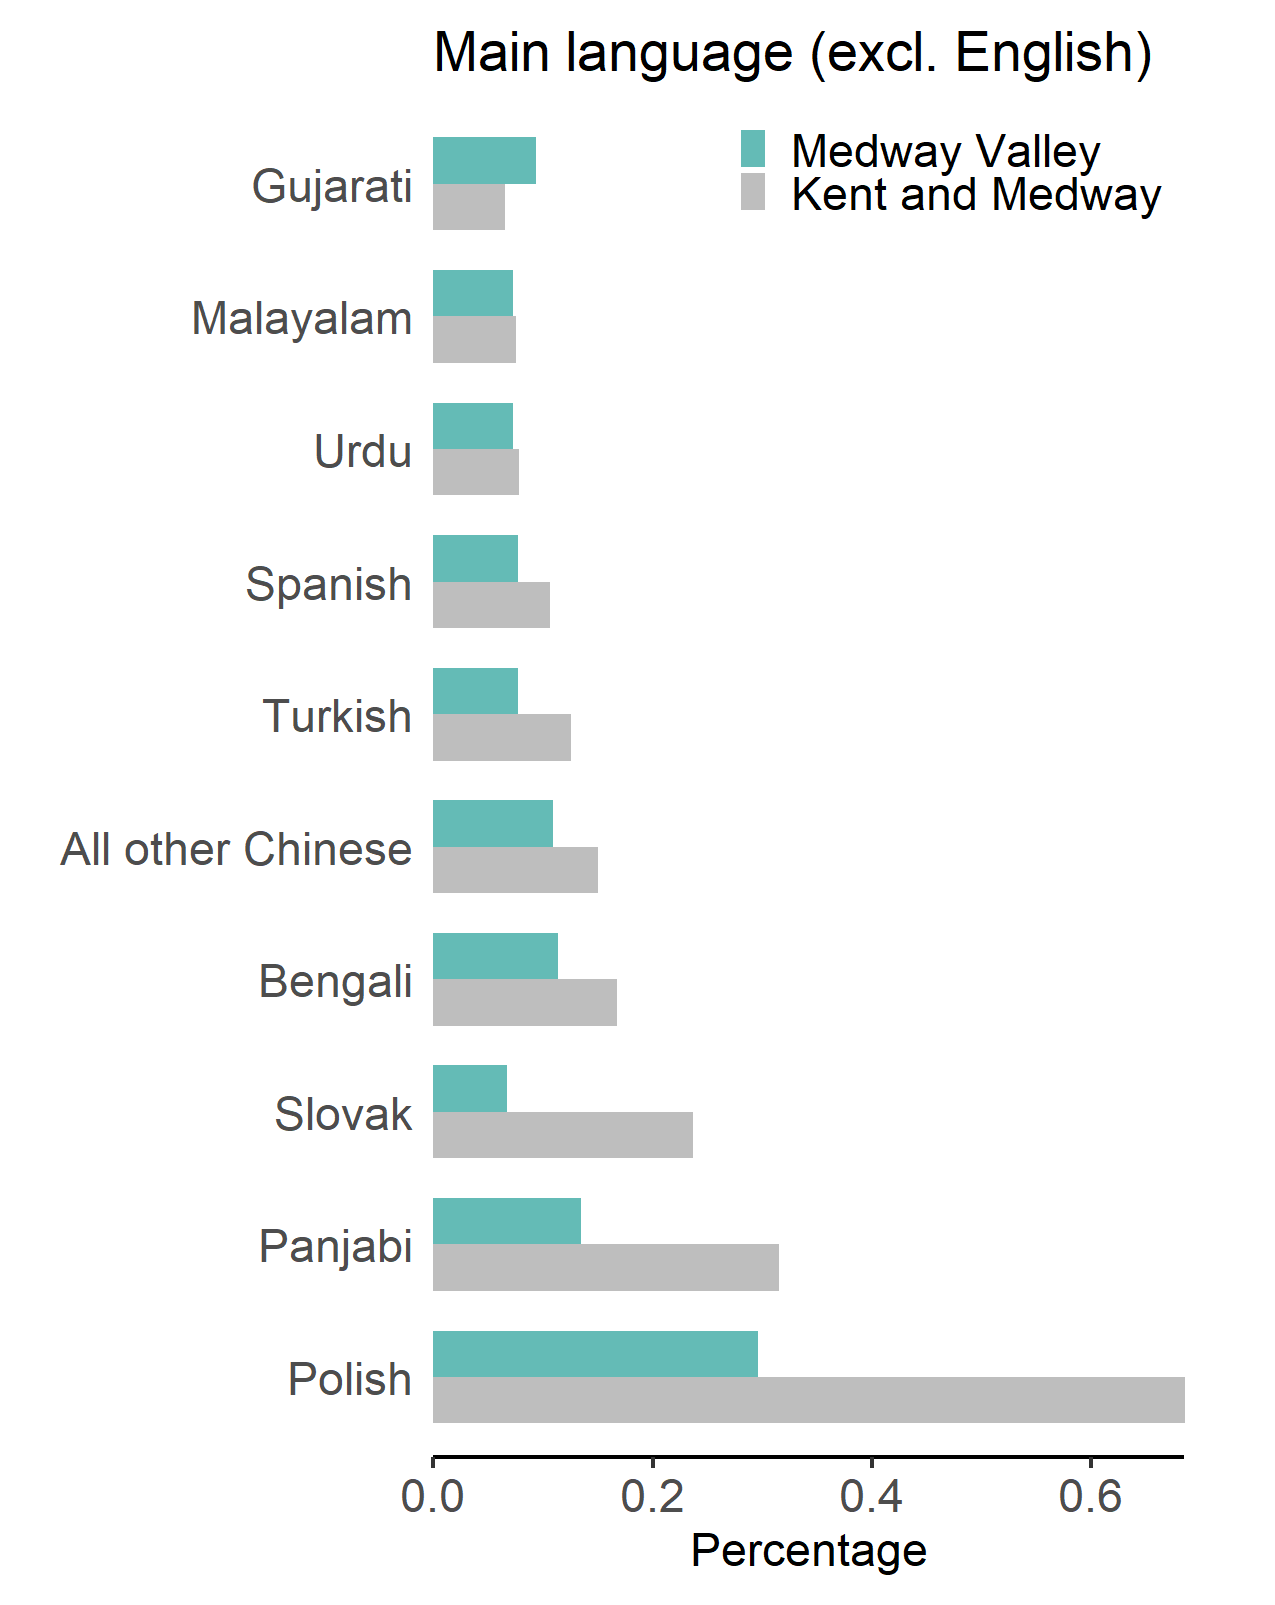 Main language (excl. English)
Medway Valley
Kent and Medway
Gujarati
Malayalam
Urdu
Spanish
Turkish
All other Chinese
Bengali
Slovak
Panjabi
Polish
0.0 0.2 0.4 0.6
Percentage